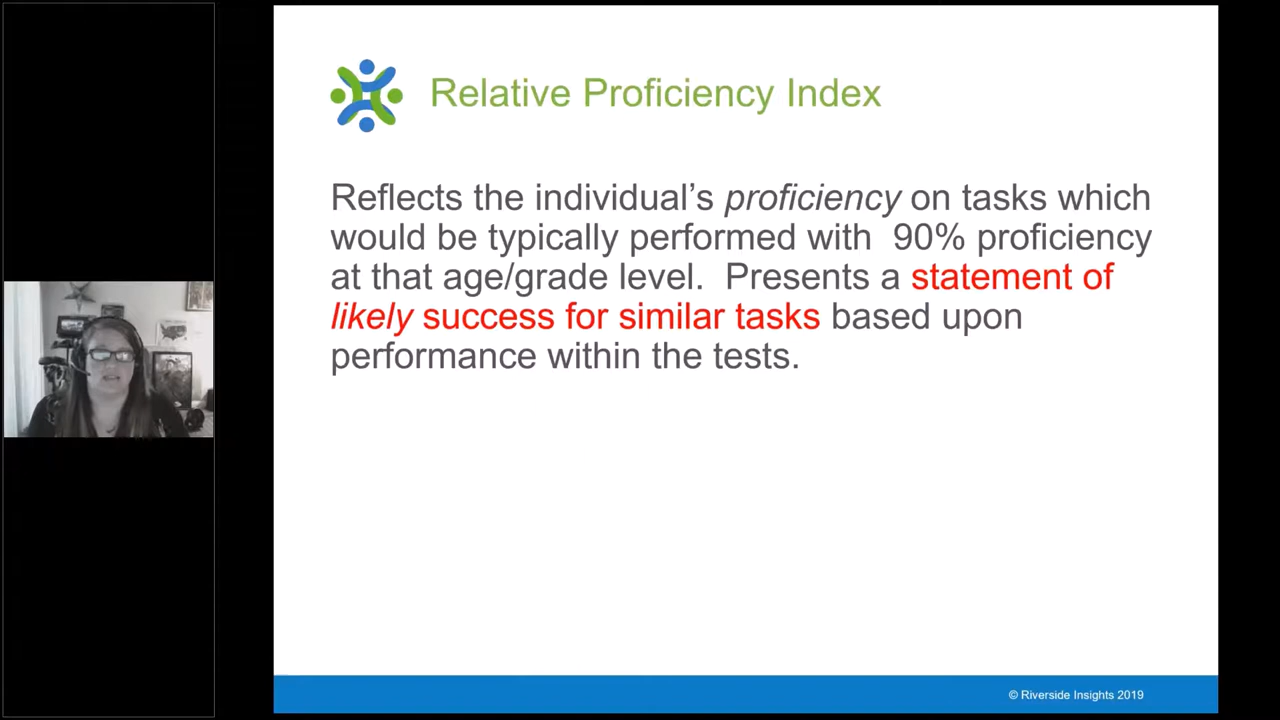 Relative Proficiency Index
Reflects the individual’s proficiency on tasks which
would be typically performed with  90% proficiency
at that age/grade level.  Presents a statement of
likely success for similar tasks based upon
performance within the tests.
© Riverside Insights 2019